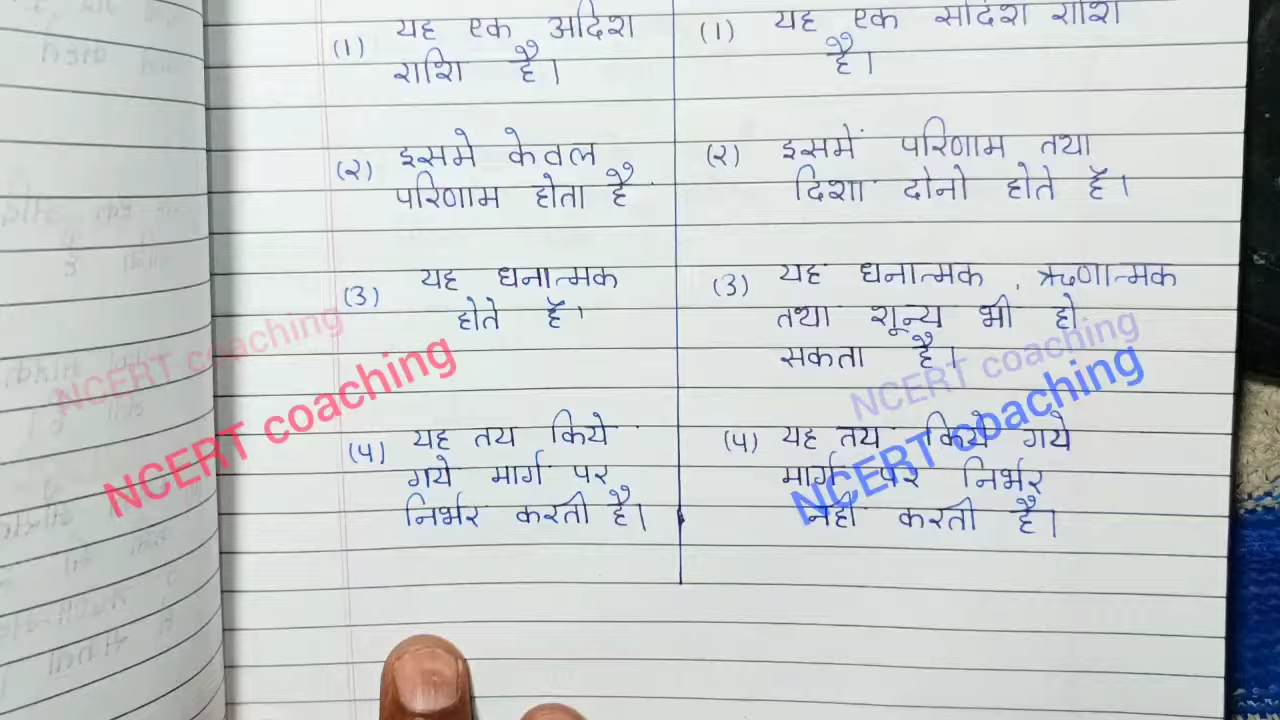 (1) यह एक अदिश
राशि है।
(२) इसमे केवल
परिणाम होता है
(3) यह धनात्मक
होते हैं।
(4) यह तय किये
गये मार्ग पर
निर्भर करती है।
(1) यह एक सदिश राशि
है।
(२) इसमें परिणाम तथा
दिशा दोनो होते हैं।
(3) यह धनात्मक, ऋणात्मक
तथा शून्य भी हो
सकता है।
(4) यह तय किये गये
मार्ग पर निर्भर
नही करती है।
NCERT coaching
NCERT coaching
NCERT coaching
NCERT coaching